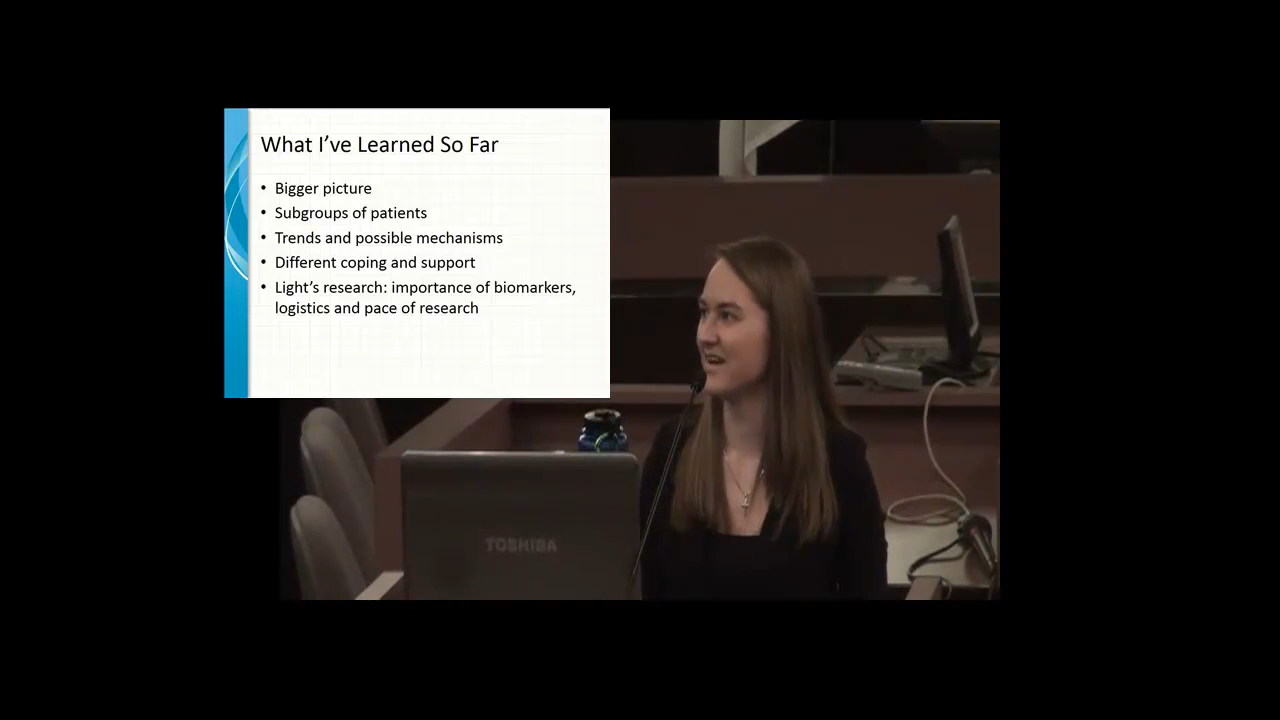 What I've Learned So Far
• Bigger picture
• Subgroups of patients
• Trends and possible mechanisms
• Different coping and support
• Light's research: importance of biomarkers,
logistics and pace of research
TOSHIBA